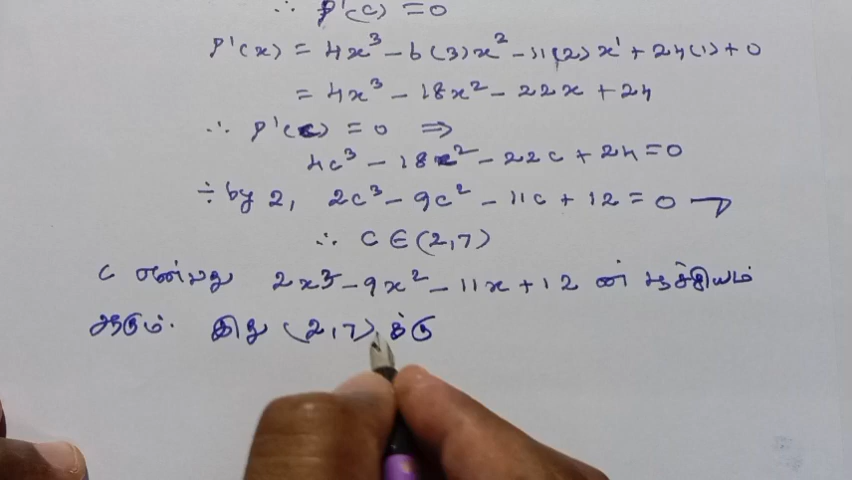 ∴ f'(c) = 0
f'(x) = 4x³ - 6(3)x² - 11(2)x¹ + 24(1) + 0
= 4x³ - 18x² - 22x + 24
∴ f'(c) = 0 ⇒
4c³ - 18c² - 22c + 24 = 0
÷ by 2, 2c³ - 9c² - 11c + 12 = 0 →
∴ C ∈ (2,7)
c என்பது 2x³ - 9x² - 11x + 12 ன் பூச்சியம்
ஆகும். இது (2,7) க்கு